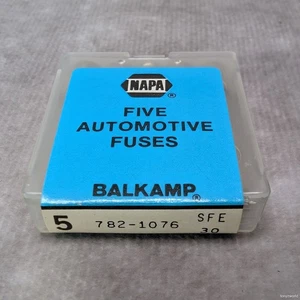 NAPA ®
FIVE
AUTOMOTIVE
FUSES
BALKAMP®
5 782-1076 SFE
30